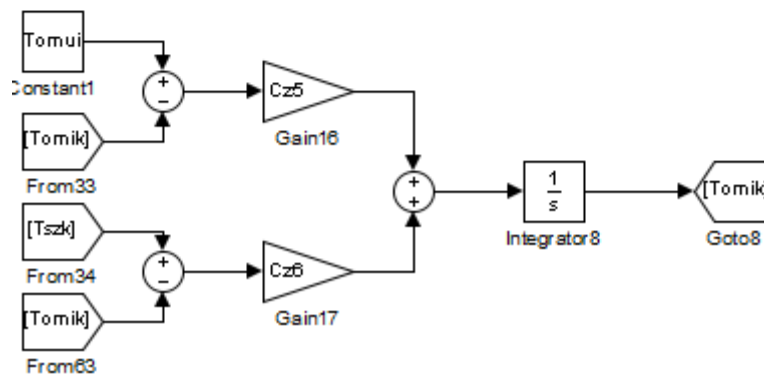 Tomui
+
−
Constant1
Cz5
Gain16
[Tomik]
From33
+
+
1
s
Integrator8
[Tomik]
Goto8
[Tszk]
From34
+
−
Cz6
Gain17
[Tomik]
From63